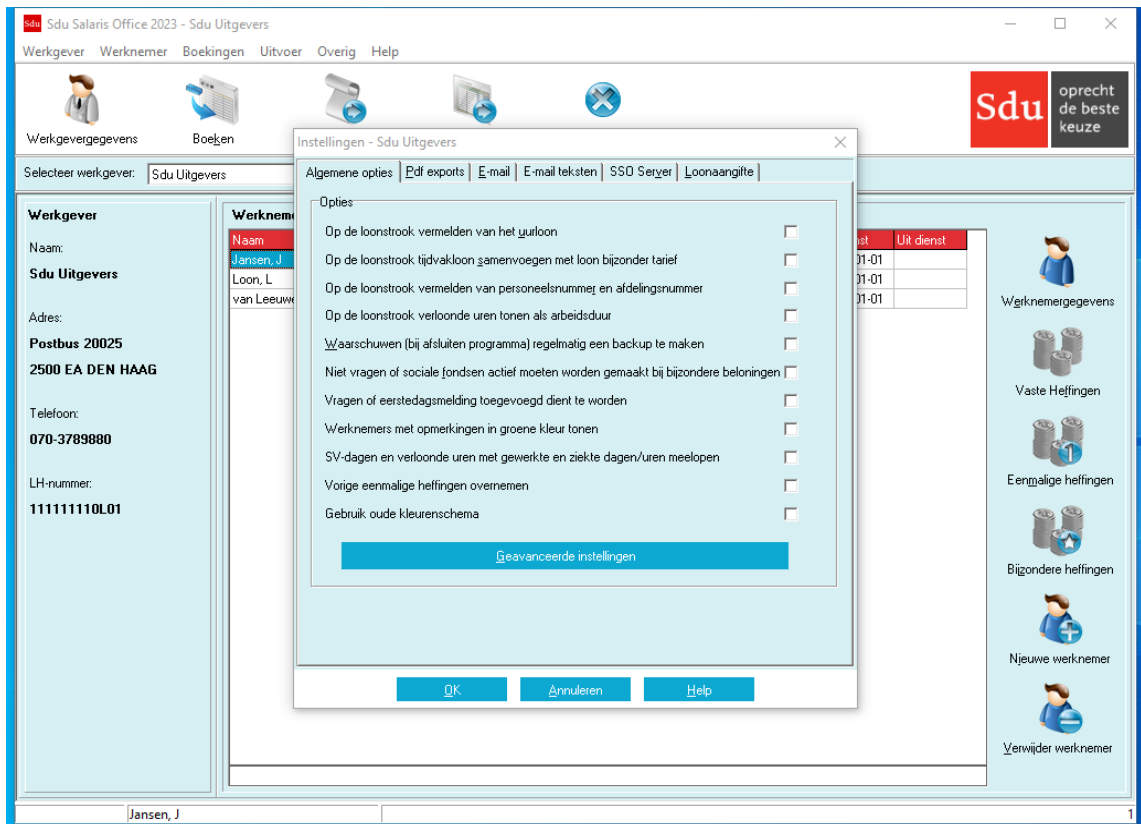 Sdu Sdu Salaris Office 2023 - Sdu Uitgevers
Werkgever Werknemer Boekingen Uitvoer Overig Help
Werkgevergegevens Boeken
Sdu oprecht
de beste
keuze
Selecteer werkgever: Sdu Uitgevers
Werkgever
Naam:
Sdu Uitgevers
Adres:
Postbus 20025
2500 EA DEN HAAG
Telefoon:
070-3789880
LH-nummer:
111111110L01
Naam
Jansen, J
Loon, L
Uit dienst
01-01
01-01
01-01
Instellingen - Sdu Uitgevers
Algemene opties Pdf exports E-mail E-mail teksten SSO Server Loonaangifte
Opties
Op de loonstrook vermelden van het uurloon
Op de loonstrook tijdvakloon samenvoegen met loon bijzonder tarief
Op de loonstrook vermelden van personeelsnummer en afdelingsnummer
Op de loonstrook verloonde uren tonen als arbeidsduur
Waarschuwen (bij afsluiten programma) regelmatig een backup te maken
Niet vragen of sociale fondsen actief moeten worden gemaakt bij bijzondere beloningen
Vragen of eerstedagsmelding toegevoegd dient te worden
Werknemers met opmerkingen in groene kleur tonen
SV-dagen en verloonde uren met gewerkte en ziekte dagen/uren meelopen
Vorige eenmalige heffingen overnemen
Gebruik oude kleurenschema
Geavanceerde instellingen
OK Annuleren Help
Werknemergegevens
Vaste Heffingen
Eenmalige heffingen
Bijzondere heffingen
Nieuwe werknemer
Verwijder werknemer
Jansen, J
1